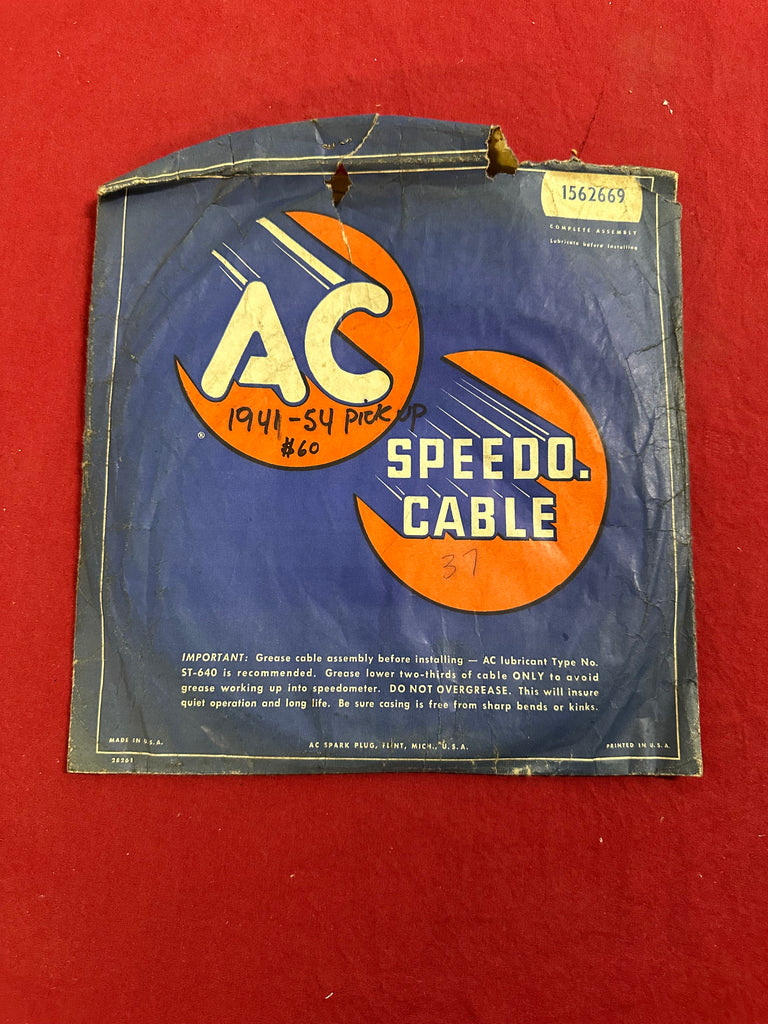 1562669
COMPLETE ASSEMBLY
Lubricate before installing
AC
®
1941-54 Pick up
$60
SPEEDO.
CABLE
37
IMPORTANT: Grease cable assembly before installing — AC lubricant Type No.
ST-640 is recommended. Grease lower two-thirds of cable ONLY to avoid
grease working up into speedometer. DO NOT OVERGREASE. This will insure
quiet operation and long life. Be sure casing is free from sharp bends or kinks.
MADE IN U.S.A.
AC SPARK PLUG, FLINT, MICH., U.S.A.
PRINTED IN U.S.A.
28261